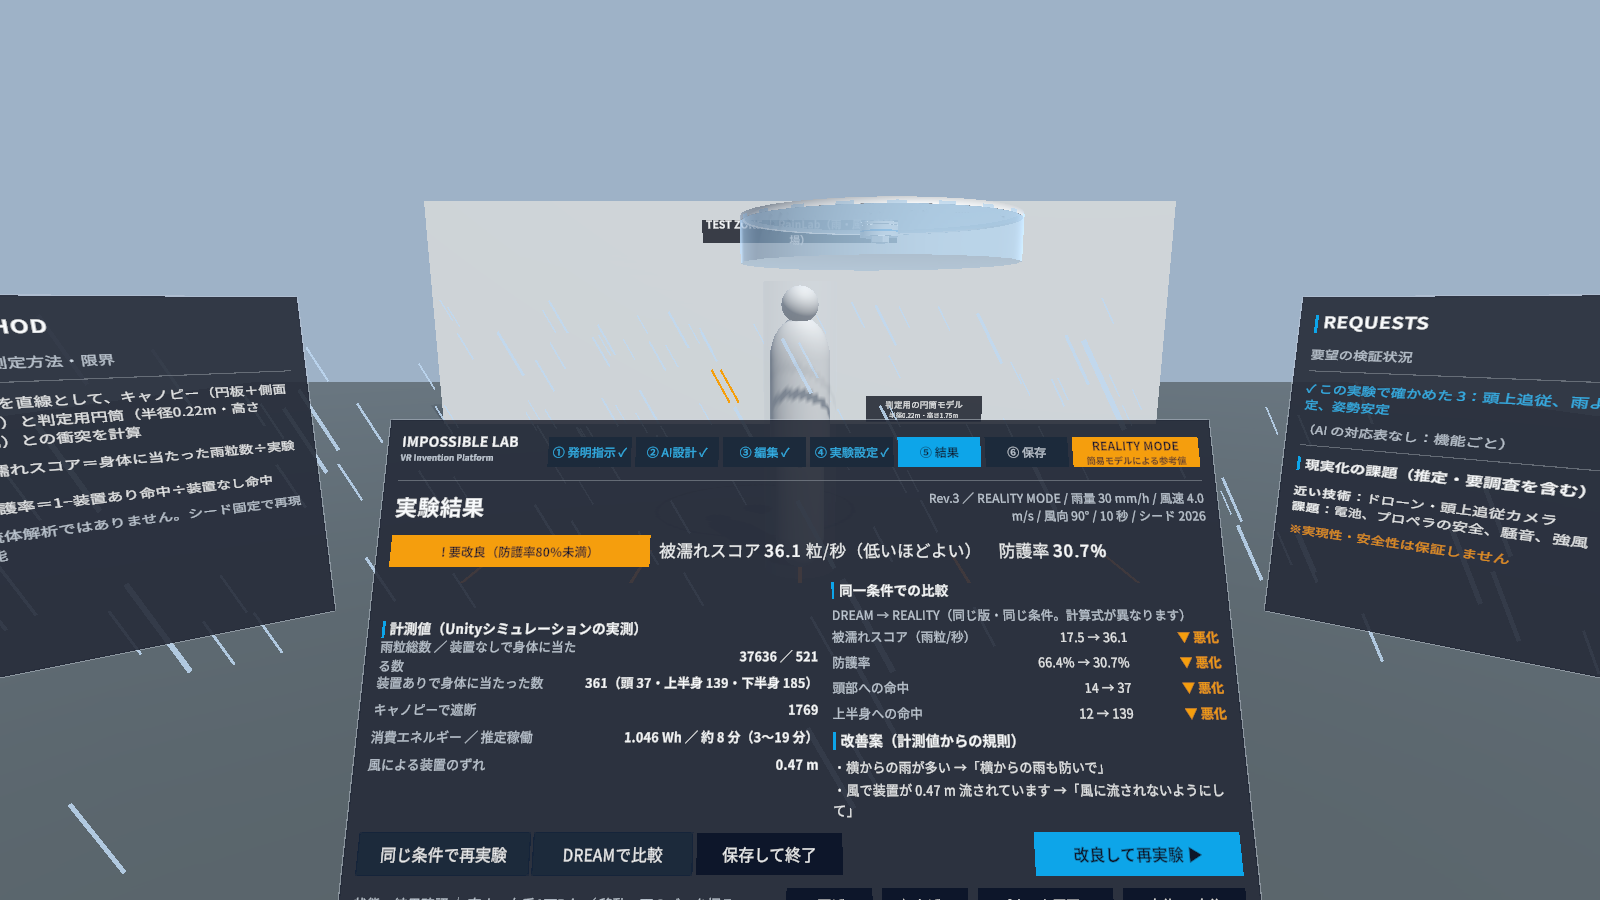 TEST Z
判定用の円筒モデル
半径0.22m・高さ1.75m
HOD
測定方法・限界
を直線として、キャノピー（円板＋側面
）と判定用円筒（半径0.22m・高さ
）との衝突を計算
濡れスコア＝身体に当たった雨粒数÷実験
護率＝1−装置あり命中÷装置なし命中
体解析ではありません。シード固定で再現
能
IMPOSSIBLE LAB
VR Invention Platform
① 発明指示 ✓ ② AI設計 ✓ ③ 編集 ✓ ④ 実験設定 ✓ ⑤ 結果 ⑥ 保存
REALITY MODE
簡易モデルによる参考値
実験結果
Rev.3 ／ REALITY MODE / 雨量 30 mm/h / 風速 4.0
m/s / 風向 90° / 10 秒 / シード 2026
! 要改良（防護率80%未満） 被濡れスコア 36.1 粒/秒（低いほどよい） 防護率 30.7%
計測値（Unityシミュレーションの実測）
雨粒総数 ／ 装置なしで身体に当た
る数 37636 ／ 521
装置ありで身体に当たった数 361（頭 37・上半身 139・下半身 185）
キャノピーで遮断 1769
消費エネルギー ／ 推定稼働 1.046 Wh ／ 約 8 分（3〜19 分）
風による装置のずれ 0.47 m
同一条件での比較
DREAM → REALITY（同じ版・同じ条件。計算式が異なります）
被濡れスコア（雨粒/秒） 17.5 → 36.1 ▼ 悪化
防護率 66.4% → 30.7% ▼ 悪化
頭部への命中 14 → 37 ▼ 悪化
上半身への命中 12 → 139 ▼ 悪化
改善案（計測値からの規則）
・横からの雨が多い →「横からの雨も防いで」
・風で装置が 0.47 m 流されています →「風に流されないようにし
て」
同じ条件で再実験 DREAMで比較 保存して終了 改良して再実験 ▶
REQUESTS
要望の検証状況
✓ この実験で確かめた 3：頭上追従、雨よ
定、姿勢安定
（AI の対応表なし：機能ごと）
現実化の課題（推定・要調査を含む）
近い技術：ドローン・頭上追従カメラ
課題：電池、プロペラの安全、騒音、強風
※実現性・安全性は保証しません